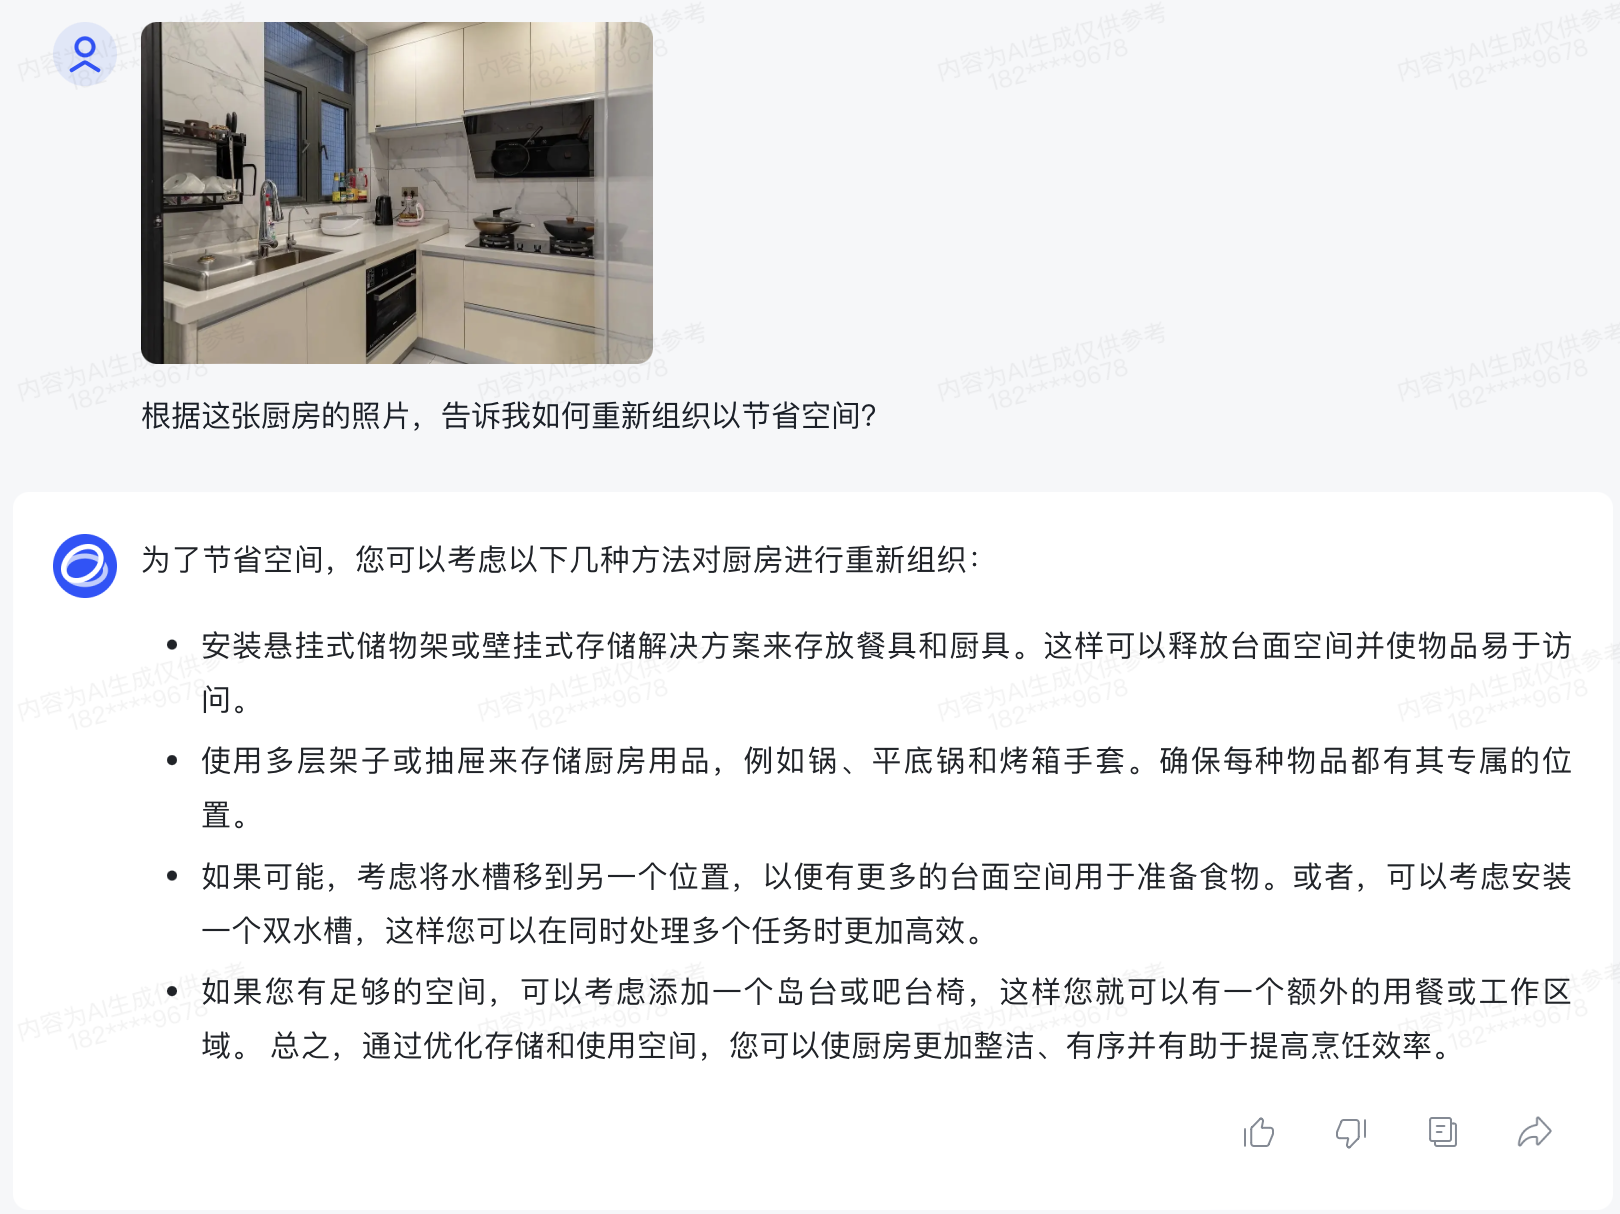 根据这张厨房的照片，告诉我如何重新组织以节省空间？
为了节省空间，您可以考虑以下几种方法对厨房进行重新组织：
• 安装悬挂式储物架或壁挂式存储解决方案来存放餐具和厨具。这样可以释放台面空间并使物品易于访
问。
• 使用多层架子或抽屉来存储厨房用品，例如锅、平底锅和烤箱手套。确保每种物品都有其专属的位
置。
• 如果可能，考虑将水槽移到另一个位置，以便有更多的台面空间用于准备食物。或者，可以考虑安装
一个双水槽，这样您可以在同时处理多个任务时更加高效。
• 如果您有足够的空间，可以考虑添加一个岛台或吧台椅，这样您就可以有一个额外的用餐或工作区
域。 总之，通过优化存储和使用空间，您可以使厨房更加整洁、有序并有助于提高烹饪效率。
内容为AI生成仅供参考
182****9678